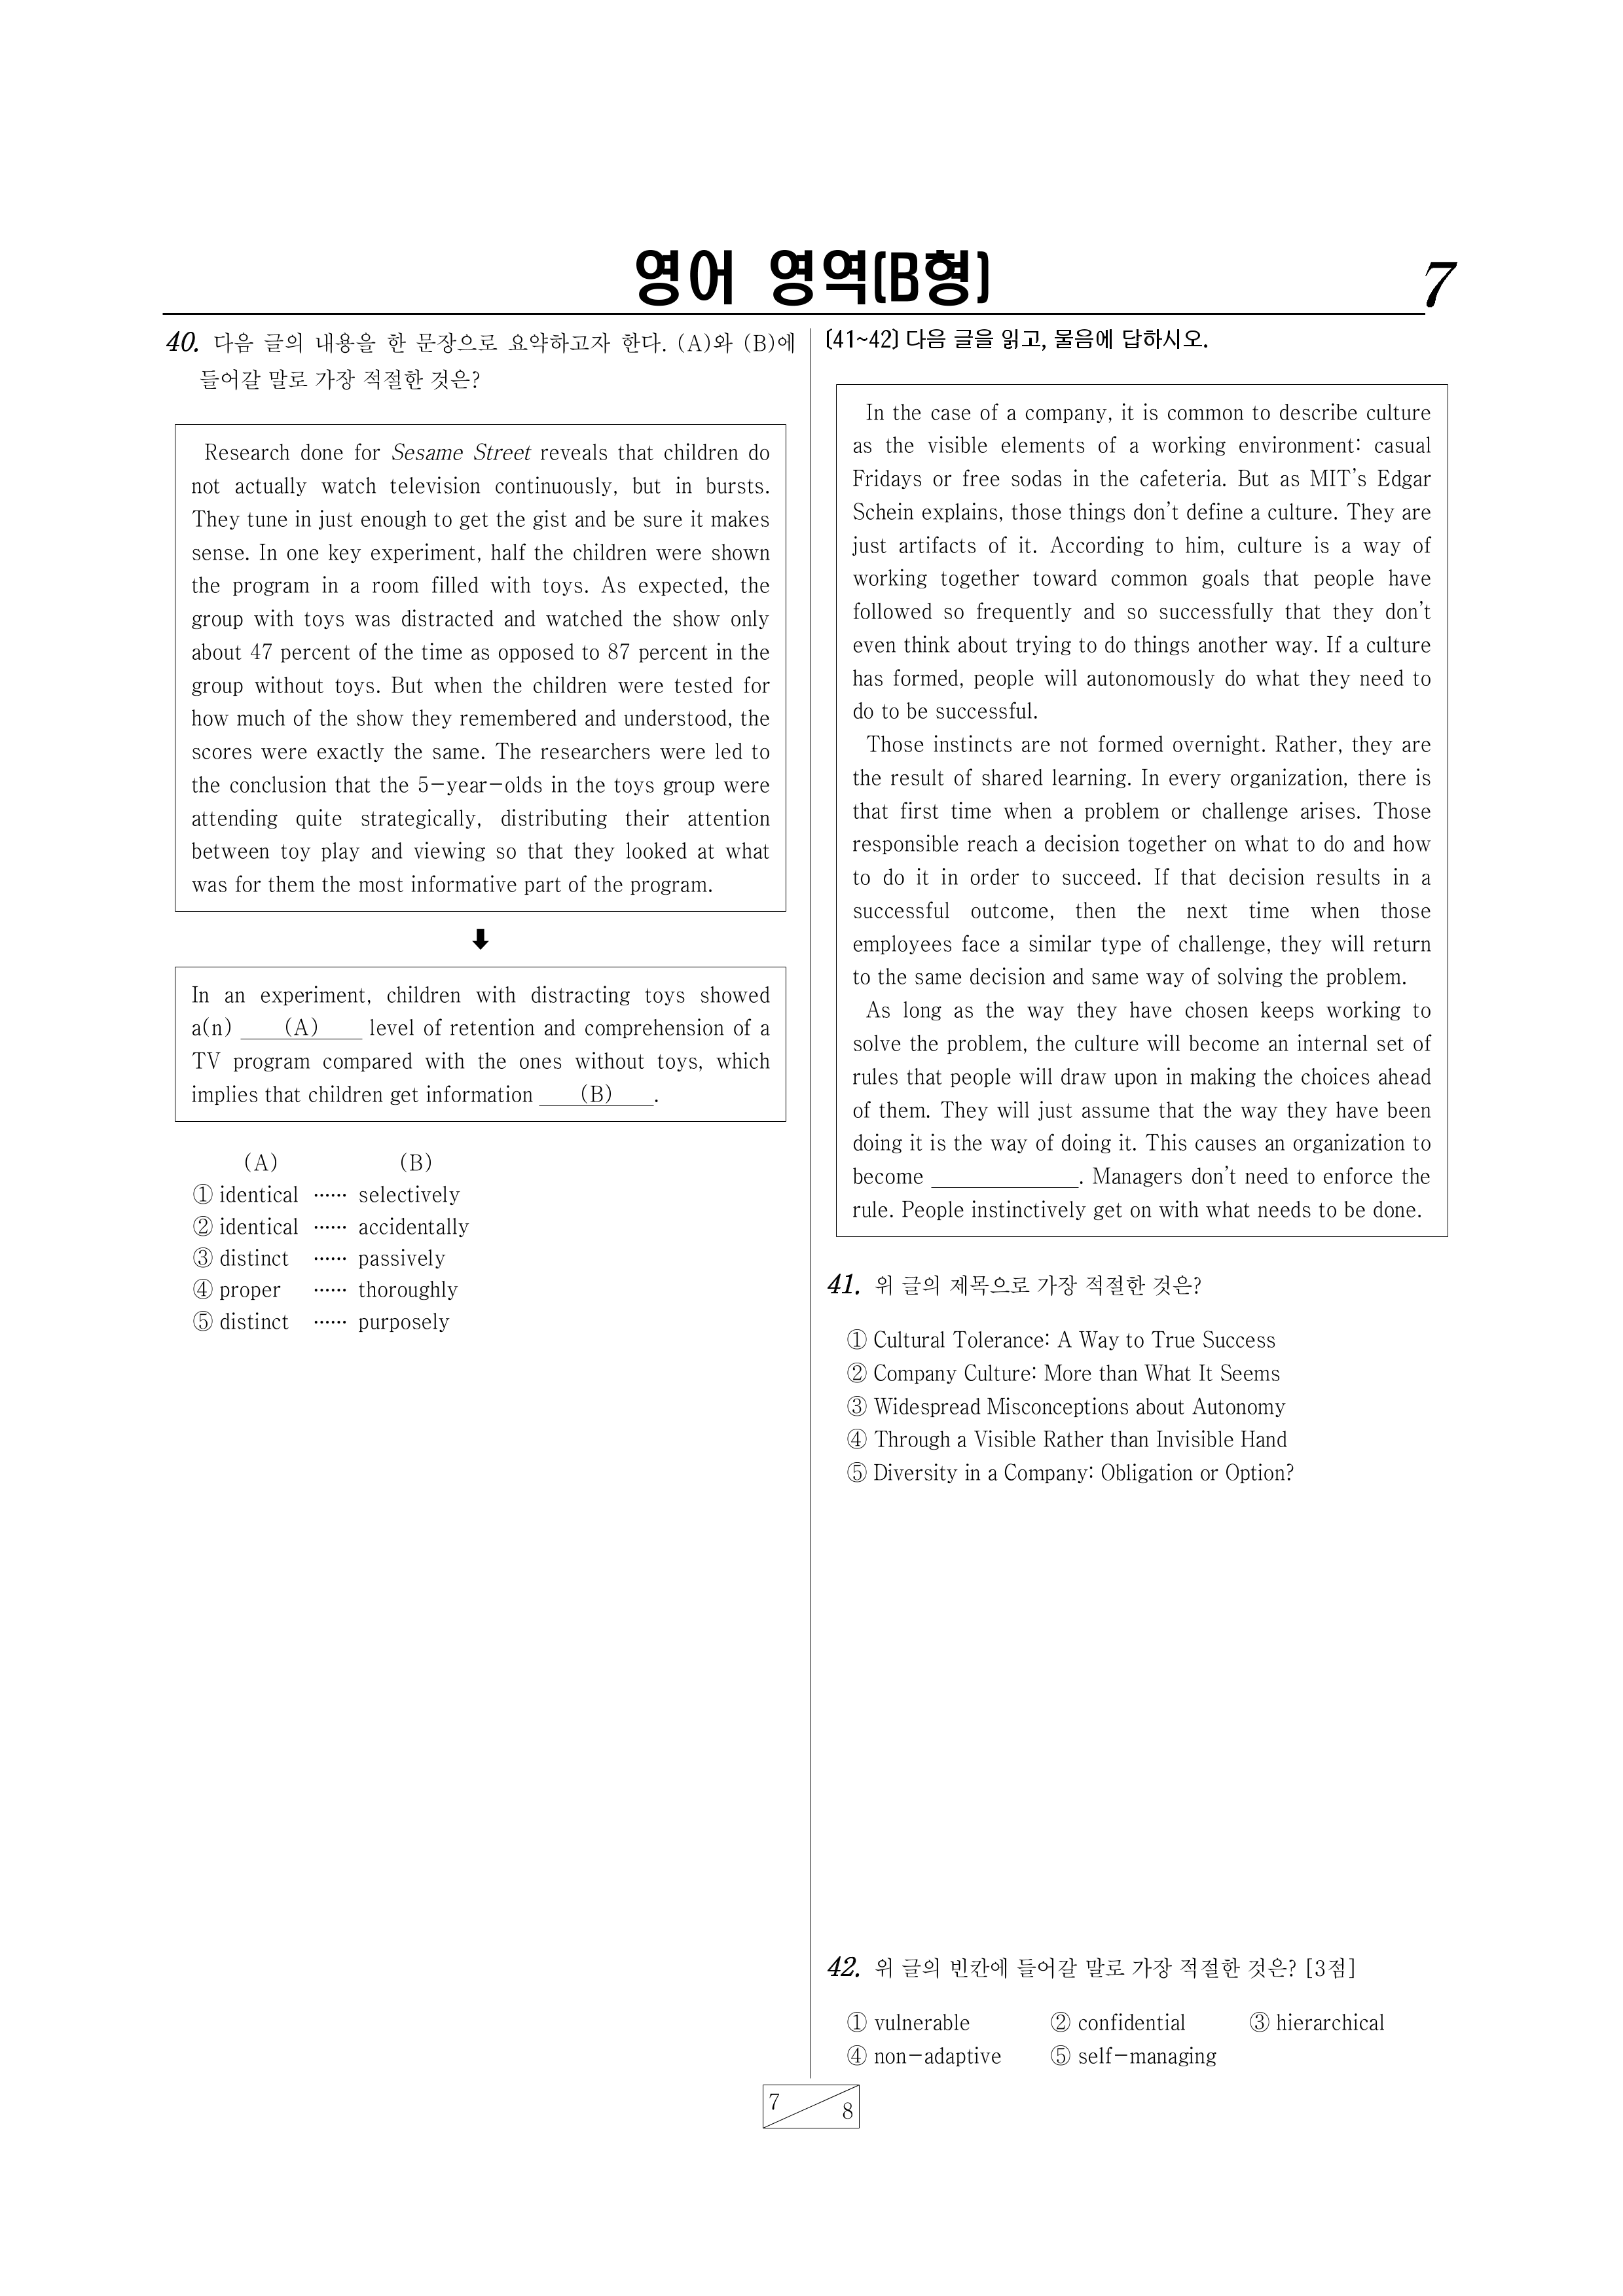 영어 영역(B형)
7
40. 다음 글의 내용을 한 문장으로 요약하고자 한다. (A)와 (B)에
들어갈 말로 가장 적절한 것은?
Research done for Sesame Street reveals that children do
not actually watch television continuously, but in bursts.
They tune in just enough to get the gist and be sure it makes
sense. In one key experiment, half the children were shown
the program in a room filled with toys. As expected, the
group with toys was distracted and watched the show only
about 47 percent of the time as opposed to 87 percent in the
group without toys. But when the children were tested for
how much of the show they remembered and understood, the
scores were exactly the same. The researchers were led to
the conclusion that the 5-year-olds in the toys group were
attending quite strategically, distributing their attention
between toy play and viewing so that they looked at what
was for them the most informative part of the program.
⬇
In an experiment, children with distracting toys showed
a(n) ____(A)____ level of retention and comprehension of a
TV program compared with the ones without toys, which
implies that children get information ____(B)____.
(A) (B)
① identical …… selectively
② identical …… accidentally
③ distinct …… passively
④ proper …… thoroughly
⑤ distinct …… purposely
[41~42] 다음 글을 읽고, 물음에 답하시오.
In the case of a company, it is common to describe culture
as the visible elements of a working environment: casual
Fridays or free sodas in the cafeteria. But as MIT's Edgar
Schein explains, those things don't define a culture. They are
just artifacts of it. According to him, culture is a way of
working together toward common goals that people have
followed so frequently and so successfully that they don't
even think about trying to do things another way. If a culture
has formed, people will autonomously do what they need to
do to be successful.
Those instincts are not formed overnight. Rather, they are
the result of shared learning. In every organization, there is
that first time when a problem or challenge arises. Those
responsible reach a decision together on what to do and how
to do it in order to succeed. If that decision results in a
successful outcome, then the next time when those
employees face a similar type of challenge, they will return
to the same decision and same way of solving the problem.
As long as the way they have chosen keeps working to
solve the problem, the culture will become an internal set of
rules that people will draw upon in making the choices ahead
of them. They will just assume that the way they have been
doing it is the way of doing it. This causes an organization to
become ____________. Managers don't need to enforce the
rule. People instinctively get on with what needs to be done.
41. 위 글의 제목으로 가장 적절한 것은?
① Cultural Tolerance: A Way to True Success
② Company Culture: More than What It Seems
③ Widespread Misconceptions about Autonomy
④ Through a Visible Rather than Invisible Hand
⑤ Diversity in a Company: Obligation or Option?
42. 위 글의 빈칸에 들어갈 말로 가장 적절한 것은? [3점]
① vulnerable ② confidential ③ hierarchical
④ non-adaptive ⑤ self-managing
7
8